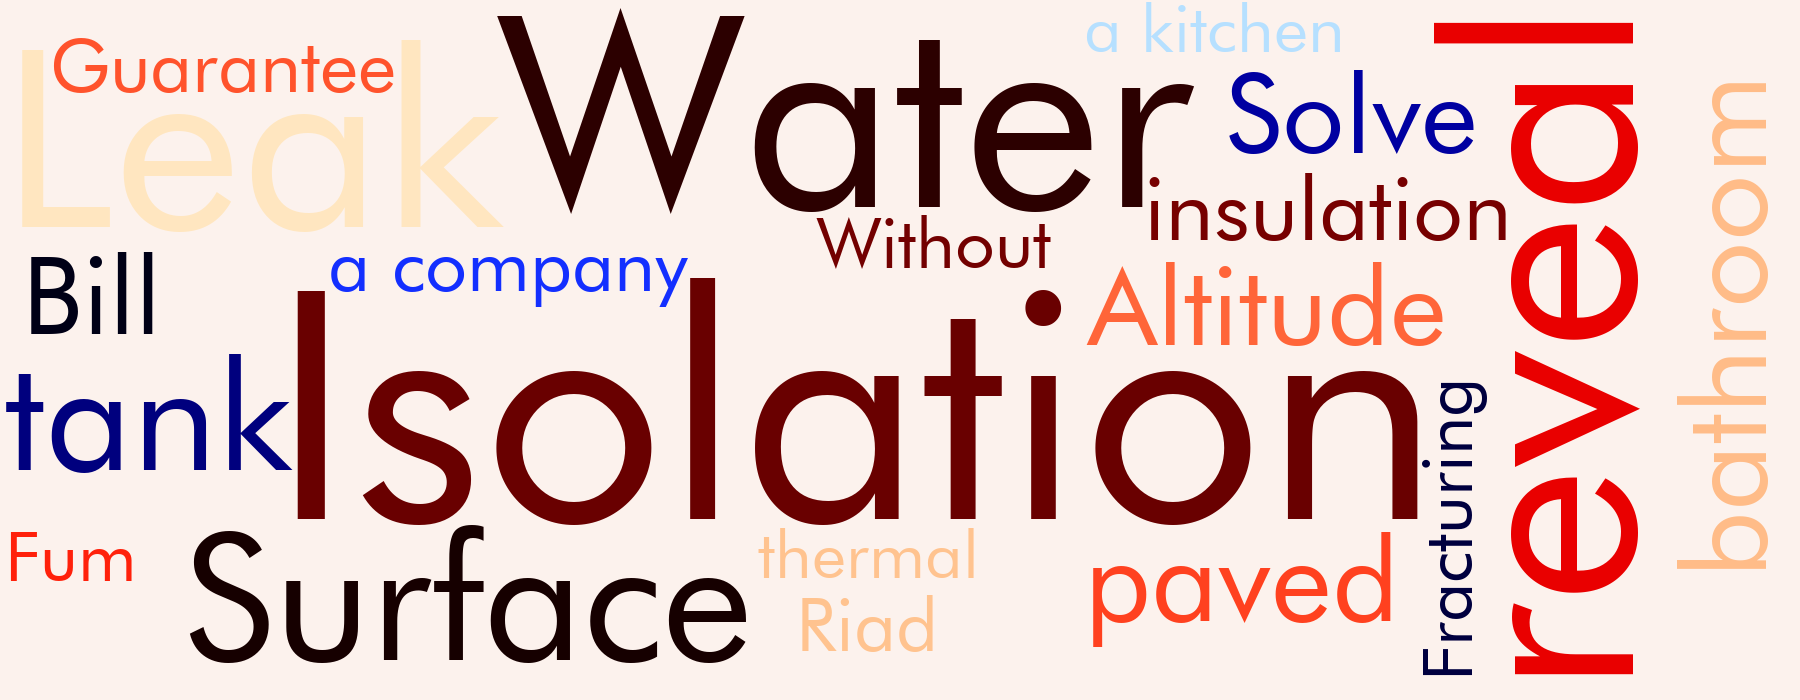 Guarantee
Leak
Water
a kitchen
Solve
insulation
Without
Bill
a company
Altitude
tank
Isolation
reveal
bathroom
Fracturing
Fum
Surface
thermal
Riad
paved